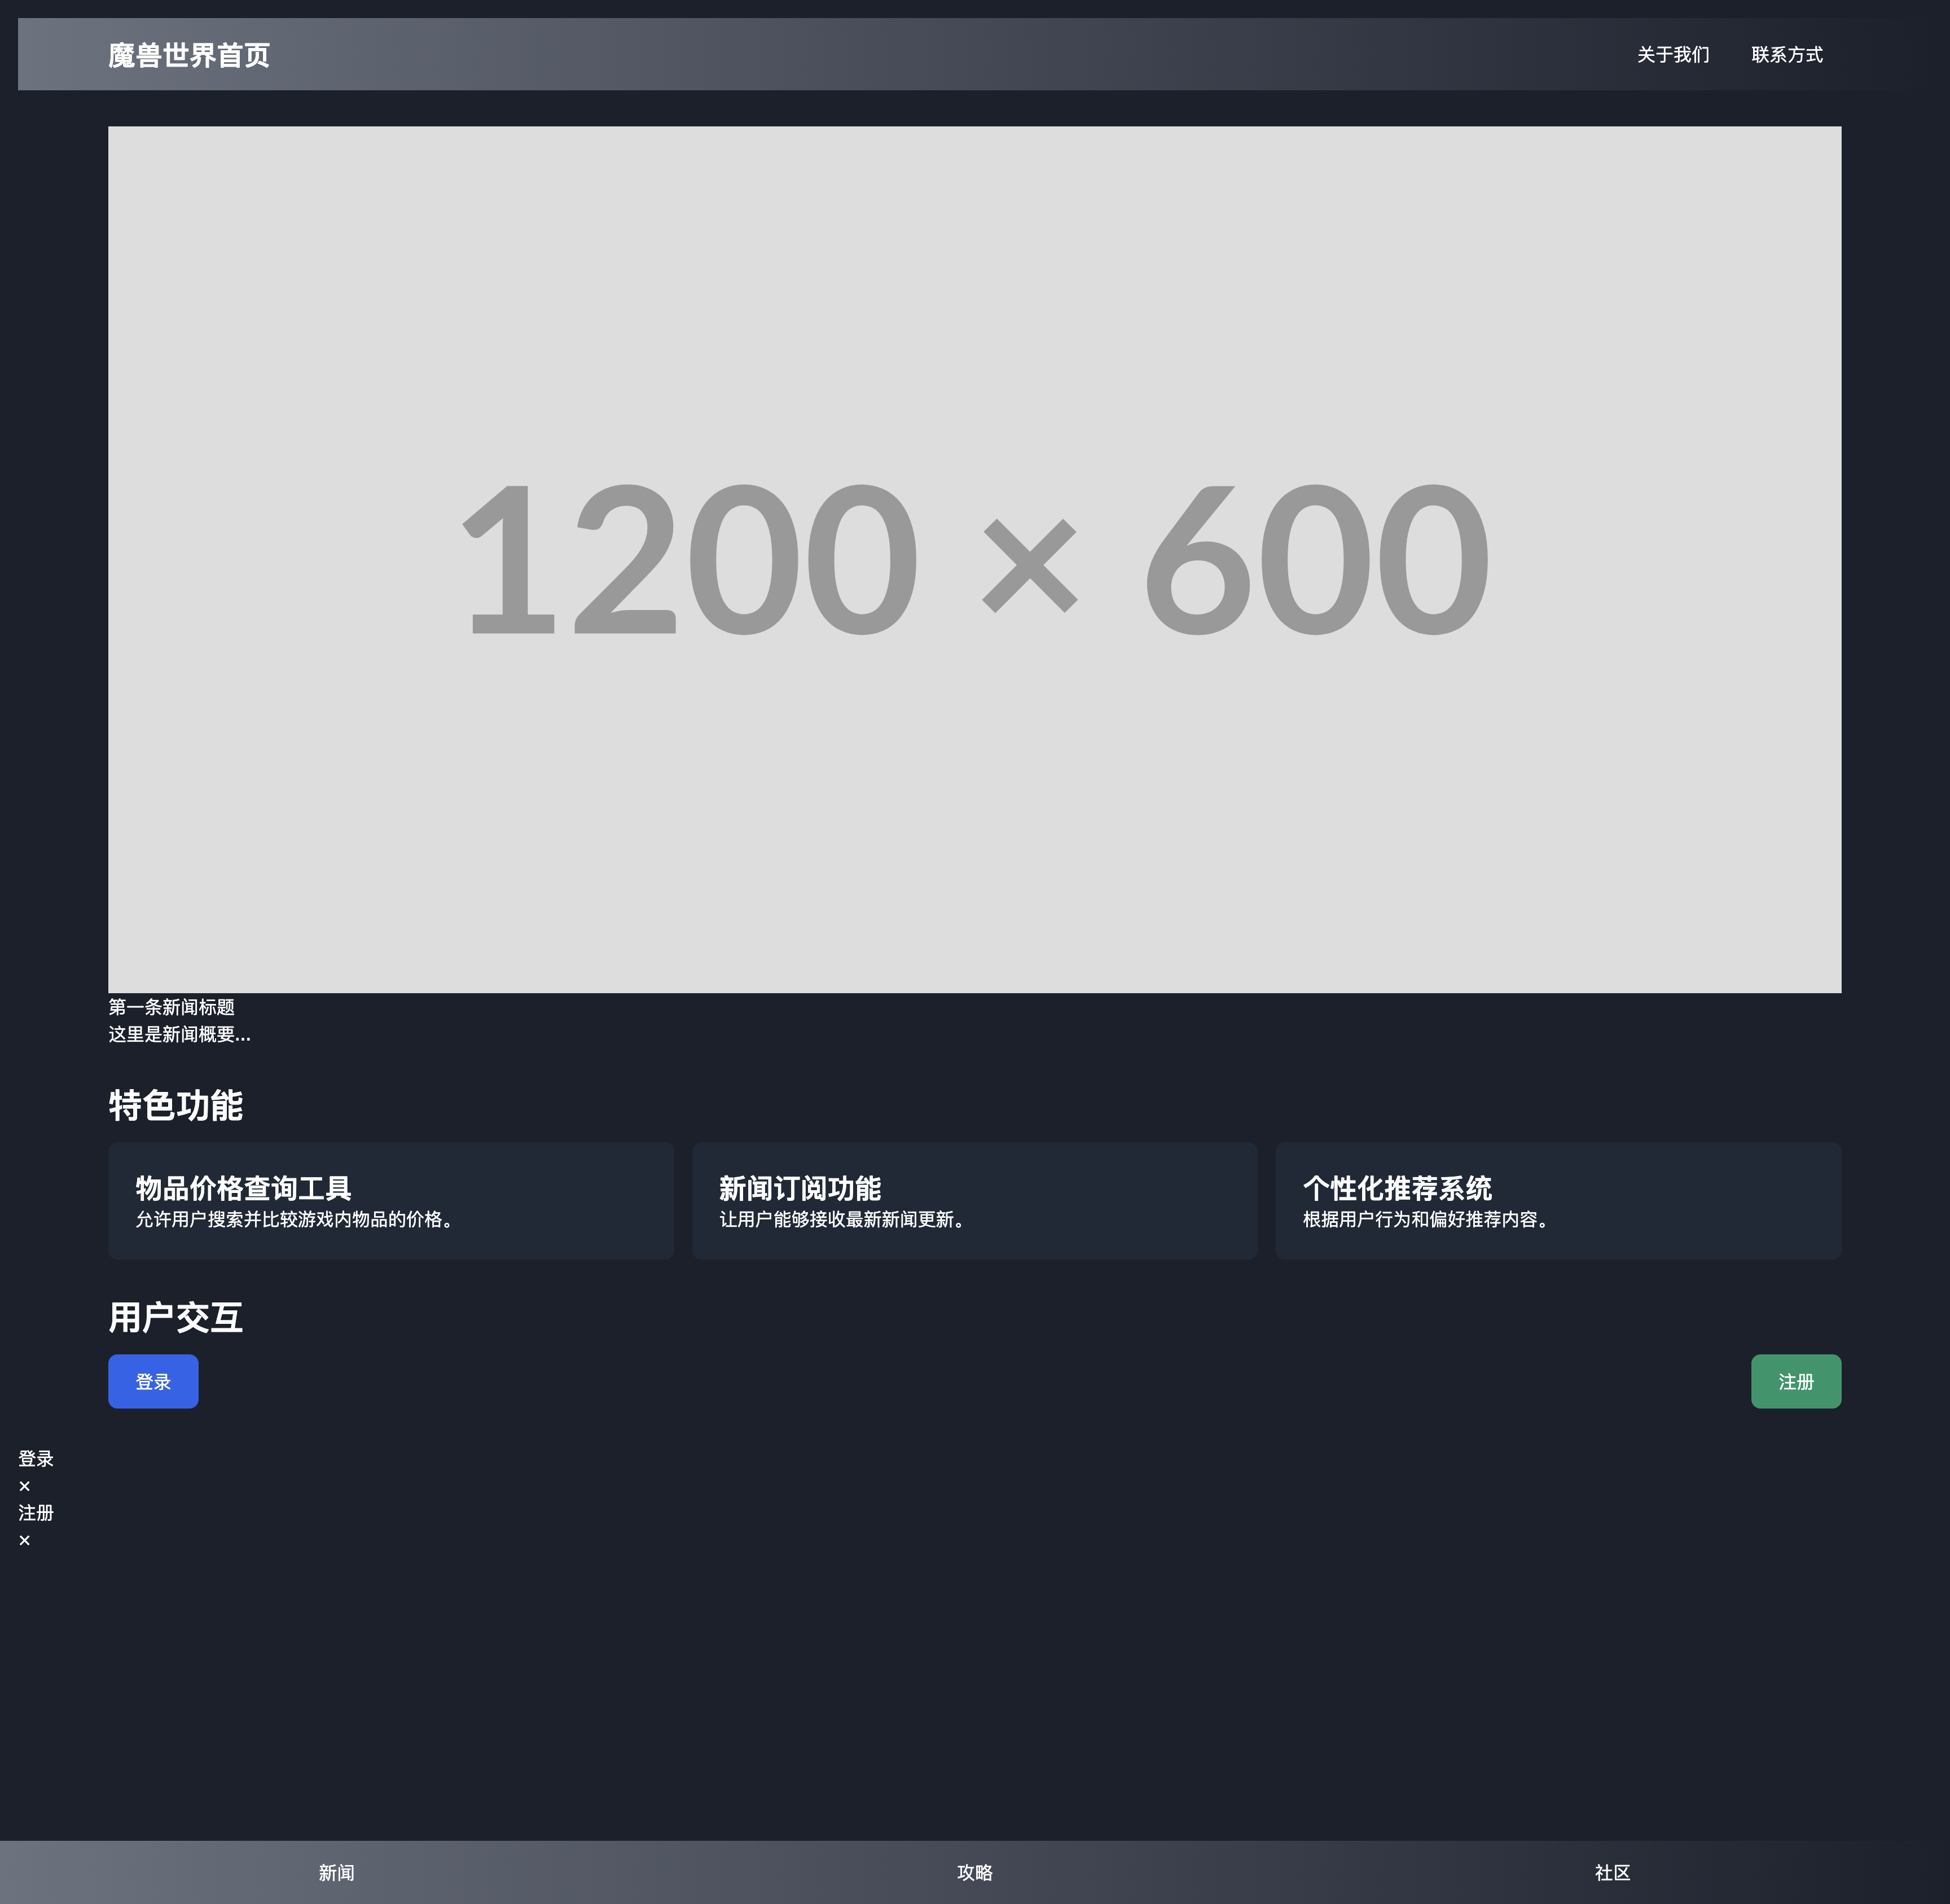 魔兽世界首页
关于我们 联系方式
1200 × 600
第一条新闻标题
这里是新闻概要...
特色功能
物品价格查询工具
允许用户搜索并比较游戏内物品的价格。
新闻订阅功能
让用户能够接收最新新闻更新。
个性化推荐系统
根据用户行为和偏好推荐内容。
用户交互
登录
注册
登录
×
注册
×
新闻 攻略 社区